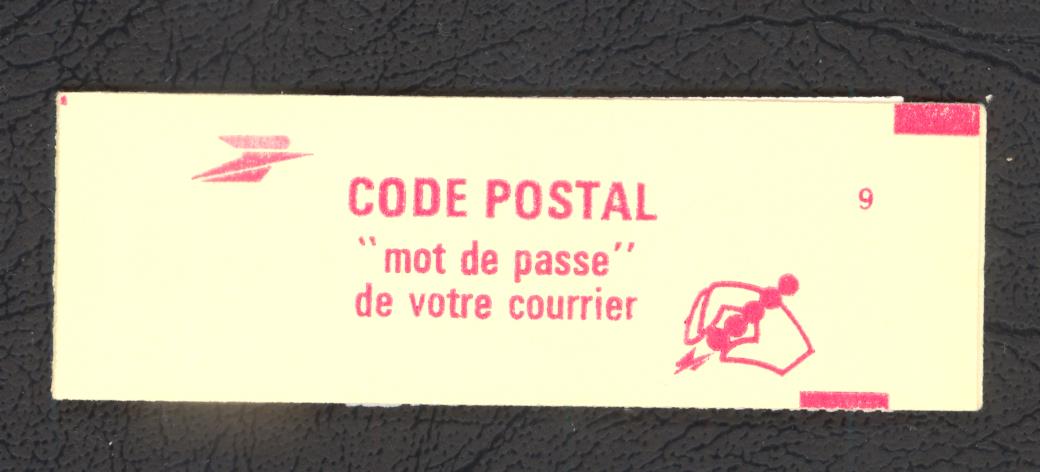 CODE POSTAL
9
"mot de passe"
de votre courrier